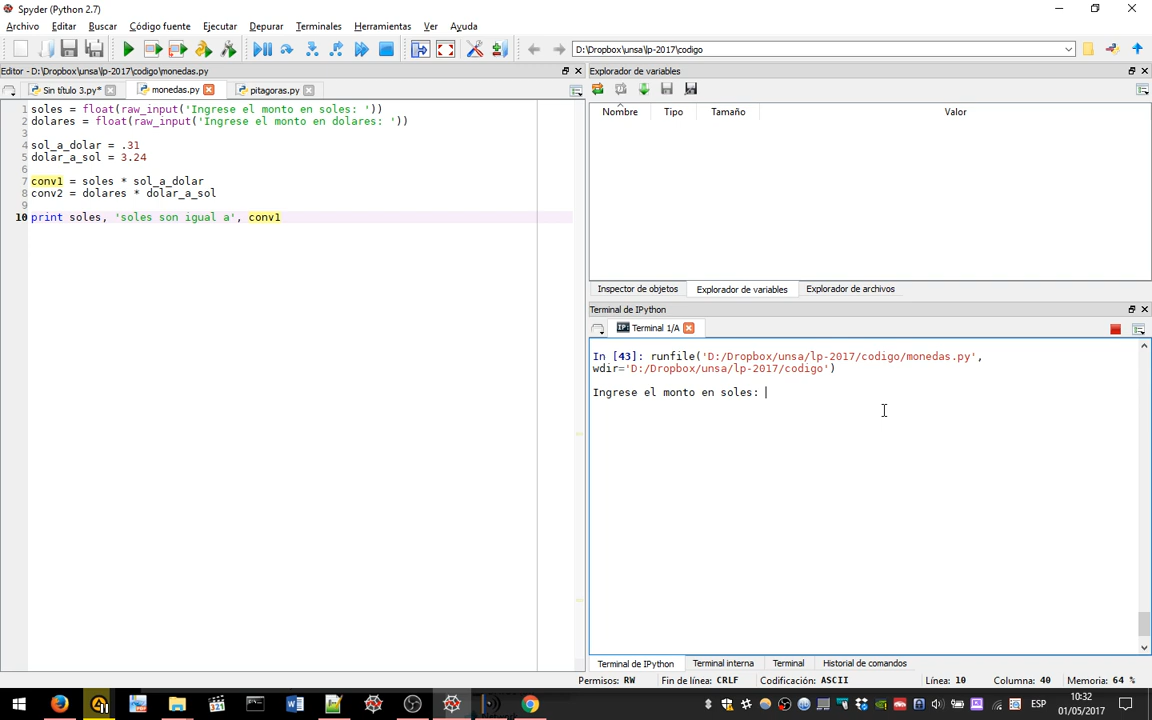 Spyder (Python 2.7)
Archivo Editar Buscar Código fuente Ejecutar Depurar Terminales Herramientas Ver Ayuda
D:\Dropbox\unsa\lp-2017\codigo
Editor - D:\Dropbox\unsa\lp-2017\codigo\monedas.py
Sin título 3.py* monedas.py pitagoras.py
1 soles = float(raw_input('Ingrese el monto en soles: '))
2 dolares = float(raw_input('Ingrese el monto en dolares: '))
3
4 sol_a_dolar = .31
5 dolar_a_sol = 3.24
6
7 conv1 = soles * sol_a_dolar
8 conv2 = dolares * dolar_a_sol
9
10 print soles, 'soles son igual a', conv1
Explorador de variables
Nombre Tipo Tamaño Valor
Inspector de objetos Explorador de variables Explorador de archivos
Terminal de IPython
IP: Terminal 1/A
In [43]: runfile('D:/Dropbox/unsa/lp-2017/codigo/monedas.py',
wdir='D:/Dropbox/unsa/lp-2017/codigo')
Ingrese el monto en soles:
Terminal de IPython Terminal interna Terminal Historial de comandos
Permisos: RW Fin de línea: CRLF Codificación: ASCII Línea: 10 Columna: 40 Memoria: 64 %
321
ESP
10:32
01/05/2017